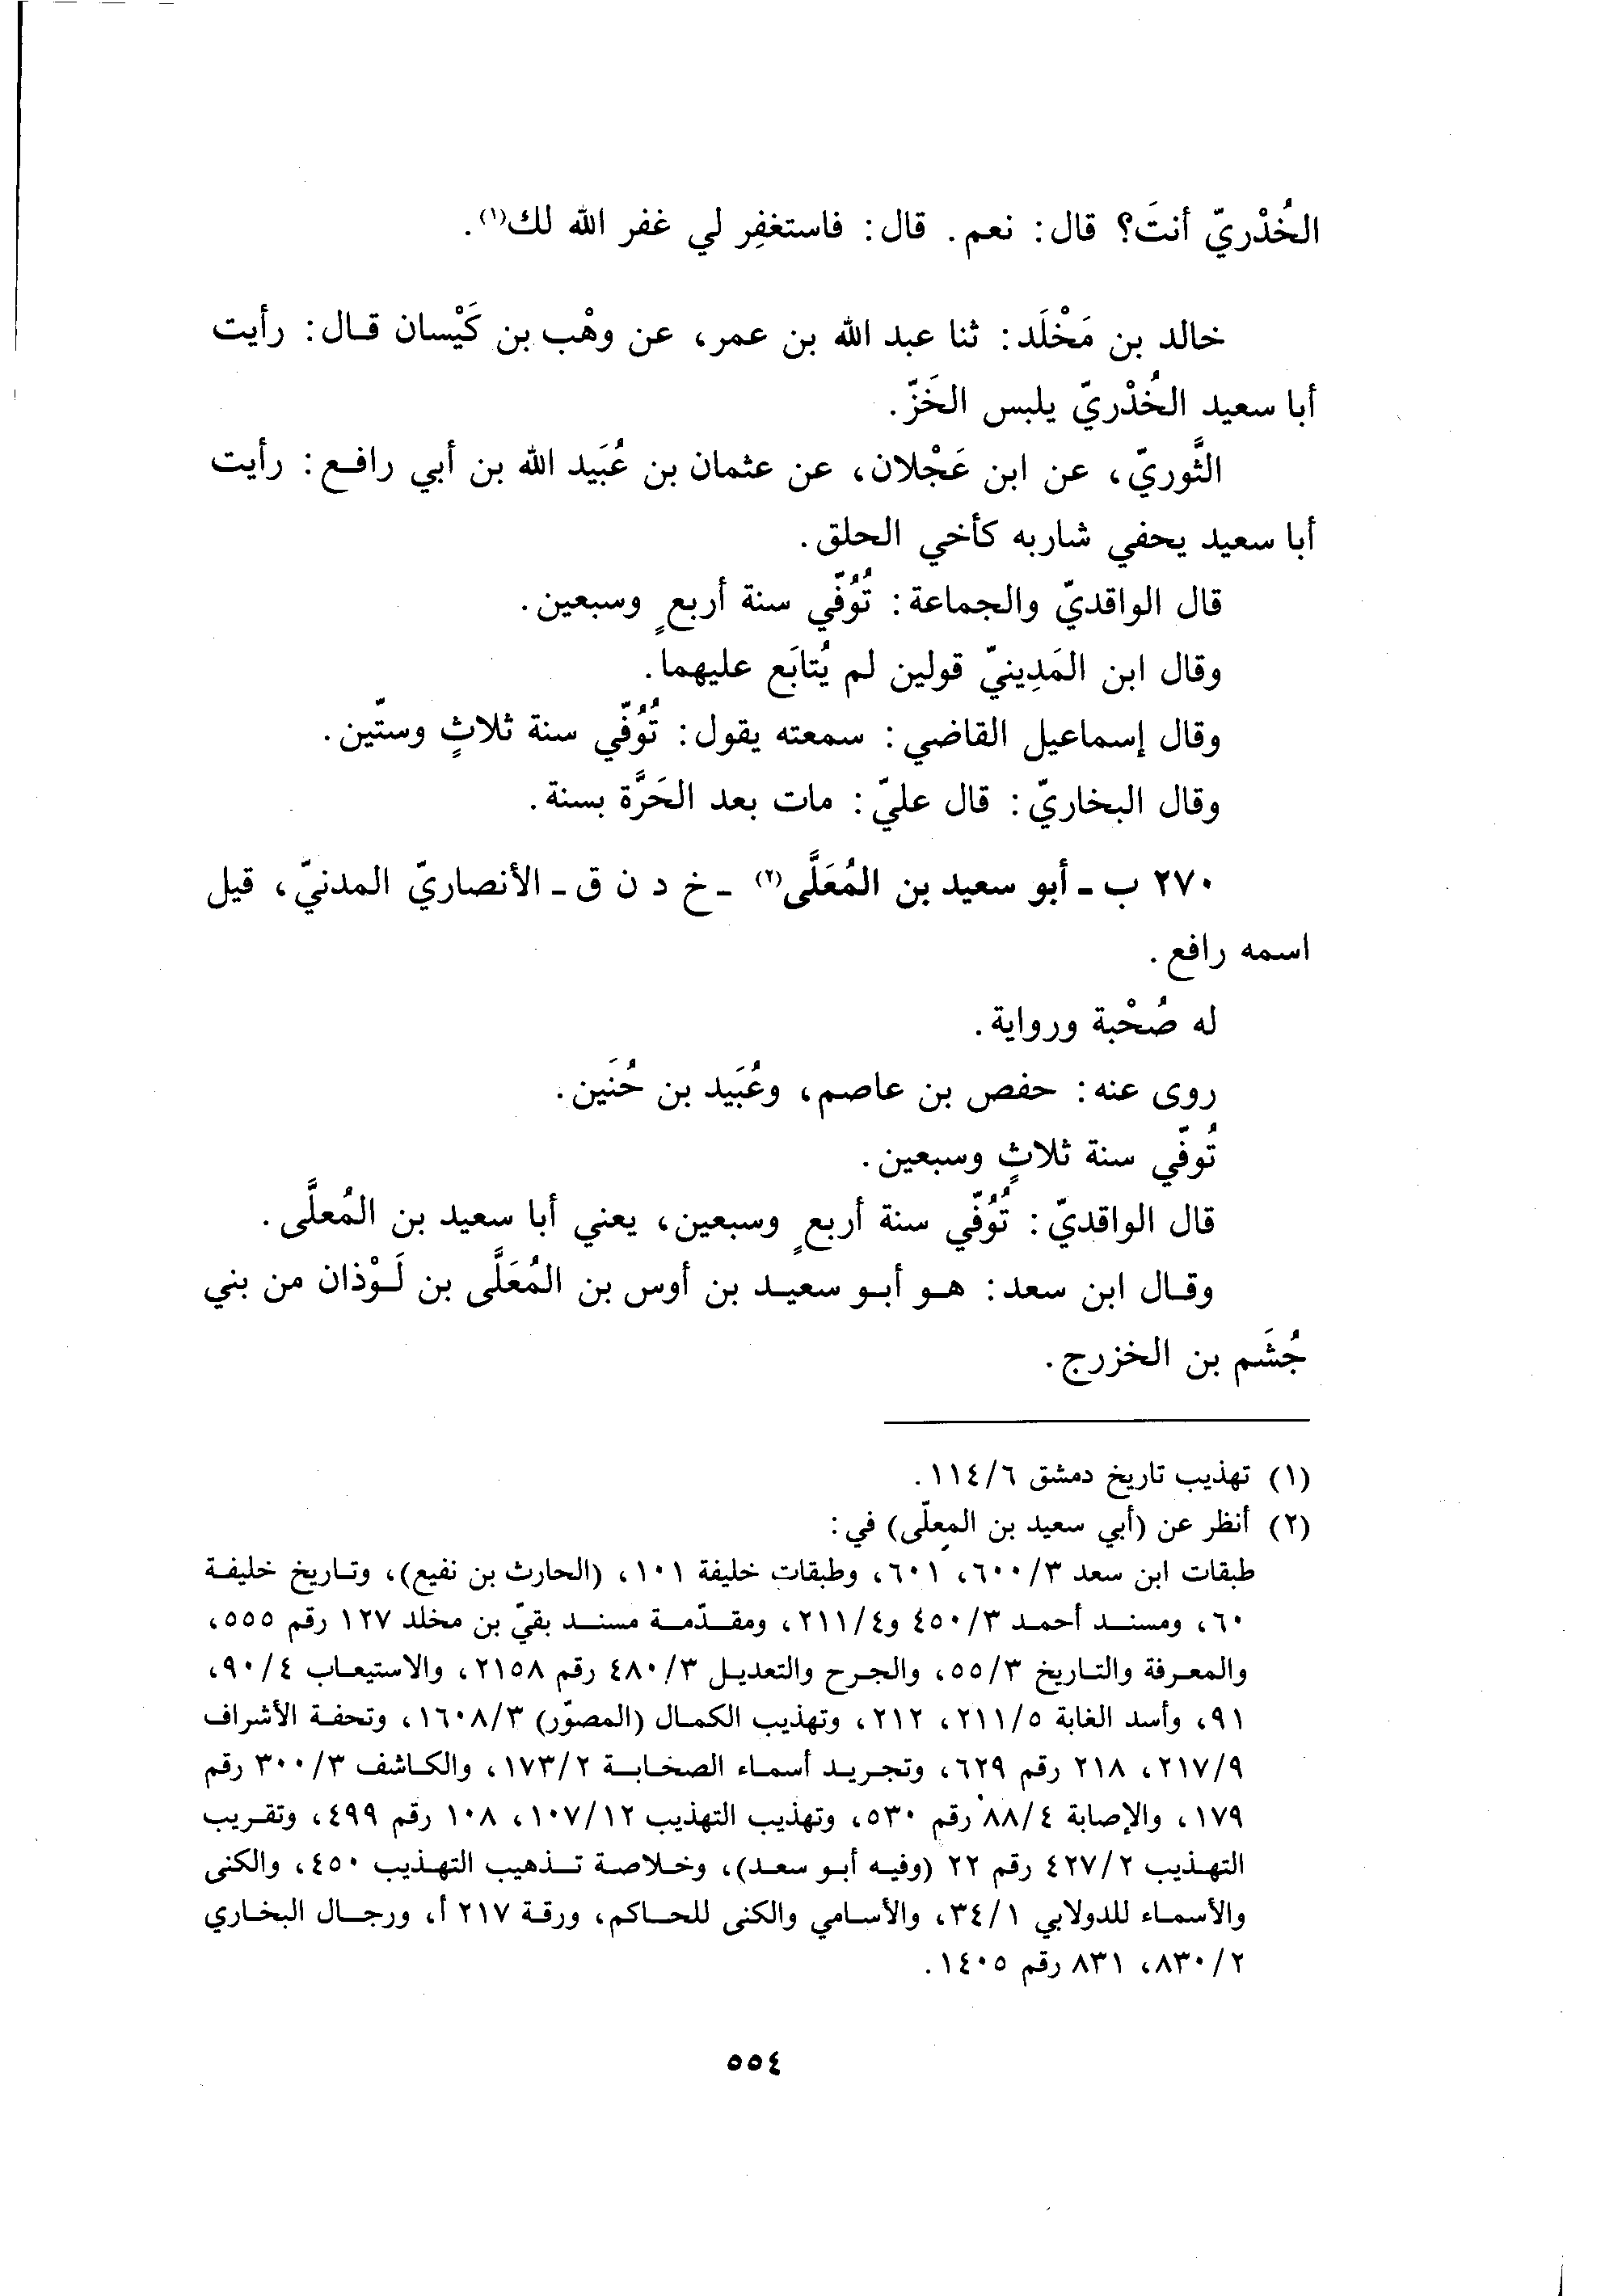 الخُدْريّ أنتَ؟ قال: نعم. قال: فاستغفِر لي غفر الله لك(١).
خالد بن مَخْلَد: ثنا عبد الله بن عمر، عن وهْب بن كَيْسان قال: رأيت
أبا سعيد الخُدْريّ يلبس الخَزّ.
الثَّوريّ، عن ابن عَجْلان، عن عثمان بن عُبَيد الله بن أبي رافع: رأيت
أبا سعيد يحفي شاربه كأخي الحلق.
قال الواقديّ والجماعة: تُوُفّي سنة أربعٍ وسبعين.
وقال ابن المَدِينيّ قولين لم يُتابَع عليهما.
وقال إسماعيل القاضي: سمعته يقول: تُوُفّي سنة ثلاثٍ وستّين.
وقال البخاريّ: قال عليّ: مات بعد الحَرَّة بسنة.
٢٧٠ ب ـ أبو سعيد بن المُعَلَّى(٢) ـ خ د ن ق ـ الأنصاريّ المدنيّ، قيل
اسمه رافع.
له صُحْبة ورواية.
روى عنه: حفص بن عاصم، وعُبَيد بن حُنَين.
تُوفّي سنة ثلاثٍ وسبعين.
قال الواقديّ: تُوُفّي سنة أربعٍ وسبعين، يعني أبا سعيد بن المُعلَّى.
وقال ابن سعد: هو أبو سعيد بن أوس بن المُعَلَّى بن لَوْذان من بني
جُشَم بن الخزرج.
(١) تهذيب تاريخ دمشق ١١٤/٦.
(٢) أنظر عن (أبي سعيد بن المعلّى) في:
طبقات ابن سعد ٦٠٠/٣، ٦٠١، وطبقات خليفة ١٠١، (الحارث بن نفيع)، وتاريخ خليفة
٦٠، ومسند أحمد ٤٥٠/٣ و٢١١/٤، ومقدّمة مسند بقيّ بن مخلد ١٢٧ رقم ٥٥٥،
والمعرفة والتاريخ ٥٥/٣، والجرح والتعديل ٤٨٠/٣ رقم ٢١٥٨، والاستيعاب ٩٠/٤،
٩١، وأسد الغابة ٢١١/٥، ٢١٢، وتهذيب الكمال (المصوّر) ١٦٠٨/٣، وتحفة الأشراف
٢١٧/٩، ٢١٨ رقم ٦٢٩، وتجريد أسماء الصخابة ١٧٣/٢، والكاشف ٣٠٠/٣ رقم
١٧٩، والإصابة ٨٨/٤ رقم ٥٣٠، وتهذيب التهذيب ١٠٧/١٢، ١٠٨ رقم ٤٩٩، وتقريب
التهذيب ٤٢٧/٢ رقم ٢٢ (وفيه أبو سعد)، وخلاصة تذهيب التهذيب ٤٥٠، والكنى
والأسماء للدولابي ٣٤/١، والأسامي والكنى للحاكم، ورقة ٢١٧ أ، ورجال البخاري
٨٣٠/٢، ٨٣١ رقم ١٤٠٥.
٥٥٤